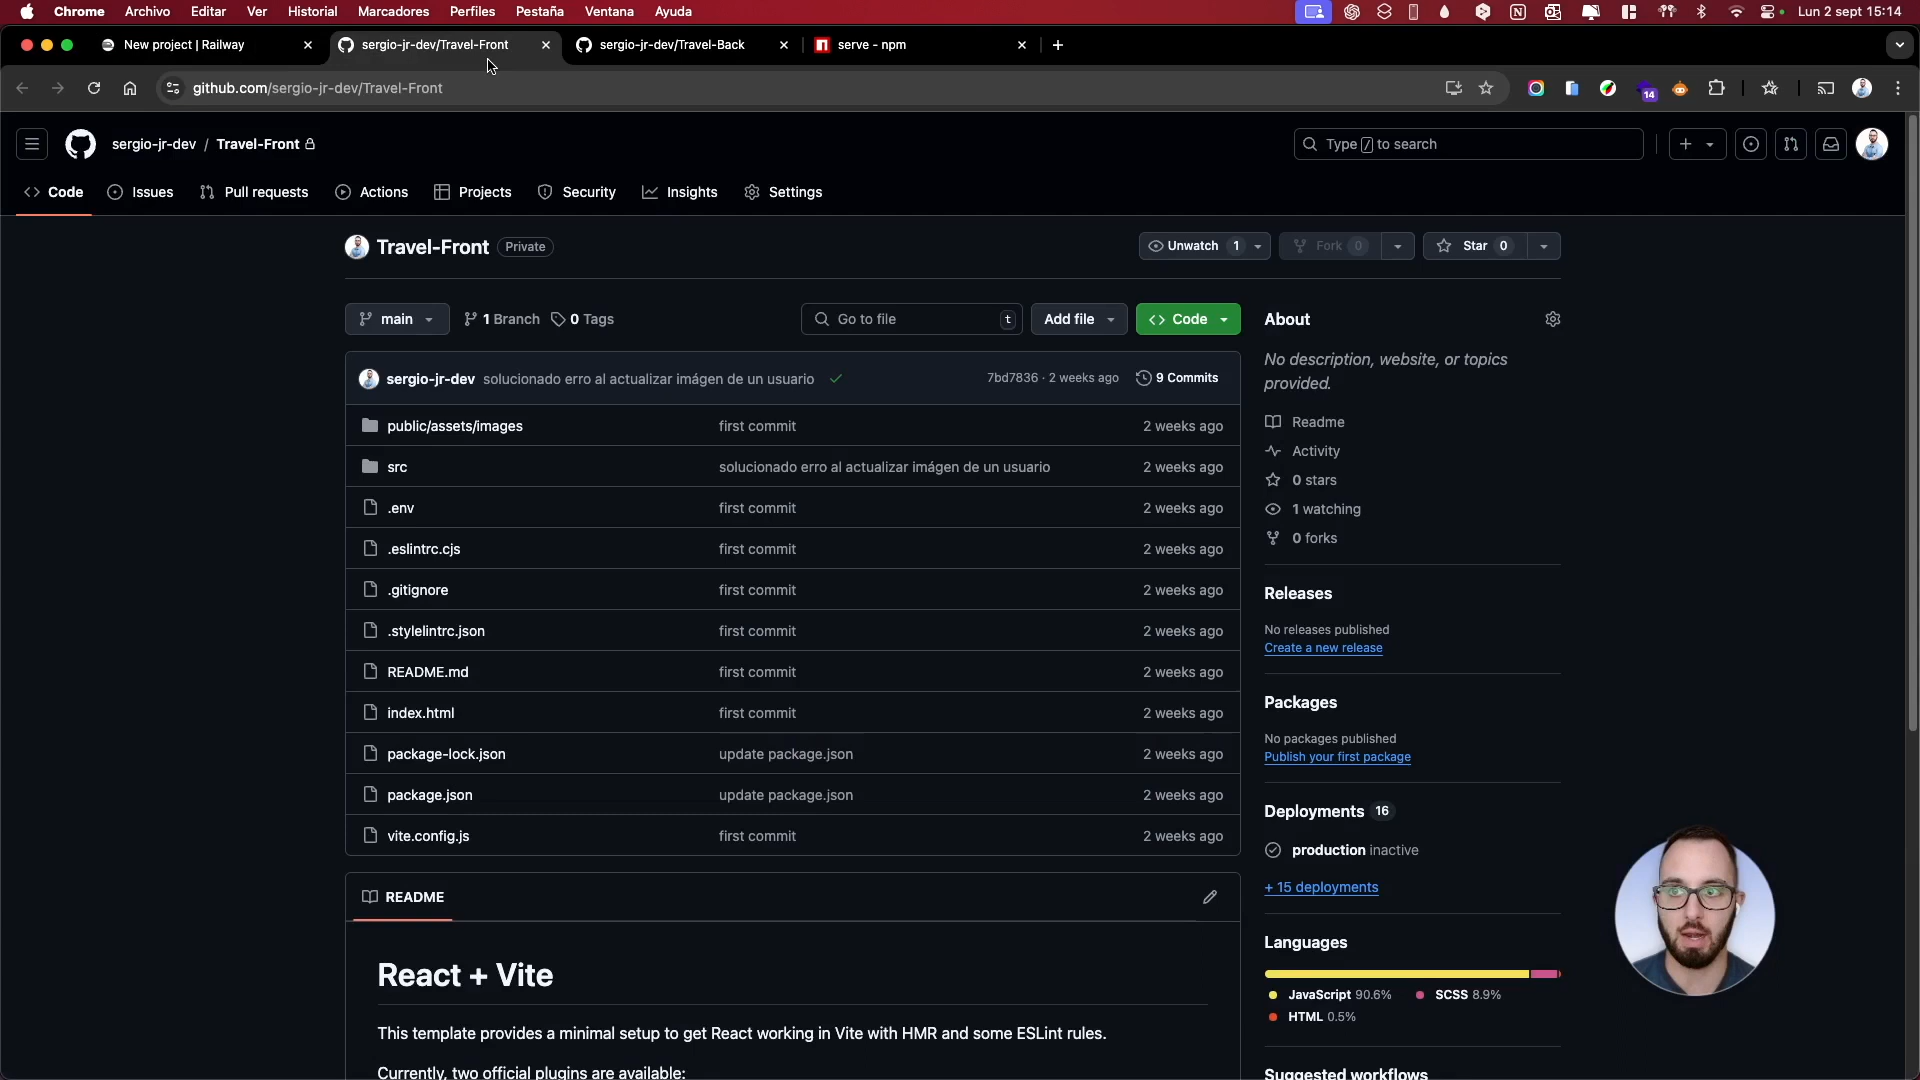 Chrome Archivo Editar Ver Historial Marcadores Perfiles Pestaña Ventana Ayuda Lun 2 sept 15:14
New project | Railway sergio-jr-dev/Travel-Front sergio-jr-dev/Travel-Back serve - npm
github.com/sergio-jr-dev/Travel-Front 14
sergio-jr-dev / Travel-Front Type / to search
Code Issues Pull requests Actions Projects Security Insights Settings
Travel-Front Private Unwatch 1 Fork 0 Star 0
main 1 Branch 0 Tags Go to file t Add file Code
sergio-jr-dev solucionado erro al actualizar imágen de un usuario 7bd7836 · 2 weeks ago 9 Commits
public/assets/images first commit 2 weeks ago
src solucionado erro al actualizar imágen de un usuario 2 weeks ago
.env first commit 2 weeks ago
.eslintrc.cjs first commit 2 weeks ago
.gitignore first commit 2 weeks ago
.stylelintrc.json first commit 2 weeks ago
README.md first commit 2 weeks ago
index.html first commit 2 weeks ago
package-lock.json update package.json 2 weeks ago
package.json update package.json 2 weeks ago
vite.config.js first commit 2 weeks ago
README
React + Vite
This template provides a minimal setup to get React working in Vite with HMR and some ESLint rules.
Currently, two official plugins are available:
About
No description, website, or topics
provided.
Readme
Activity
0 stars
1 watching
0 forks
Releases
No releases published
Create a new release
Packages
No packages published
Publish your first package
Deployments 16
production inactive
+ 15 deployments
Languages
JavaScript 90.6% SCSS 8.9%
HTML 0.5%
Suggested workflows